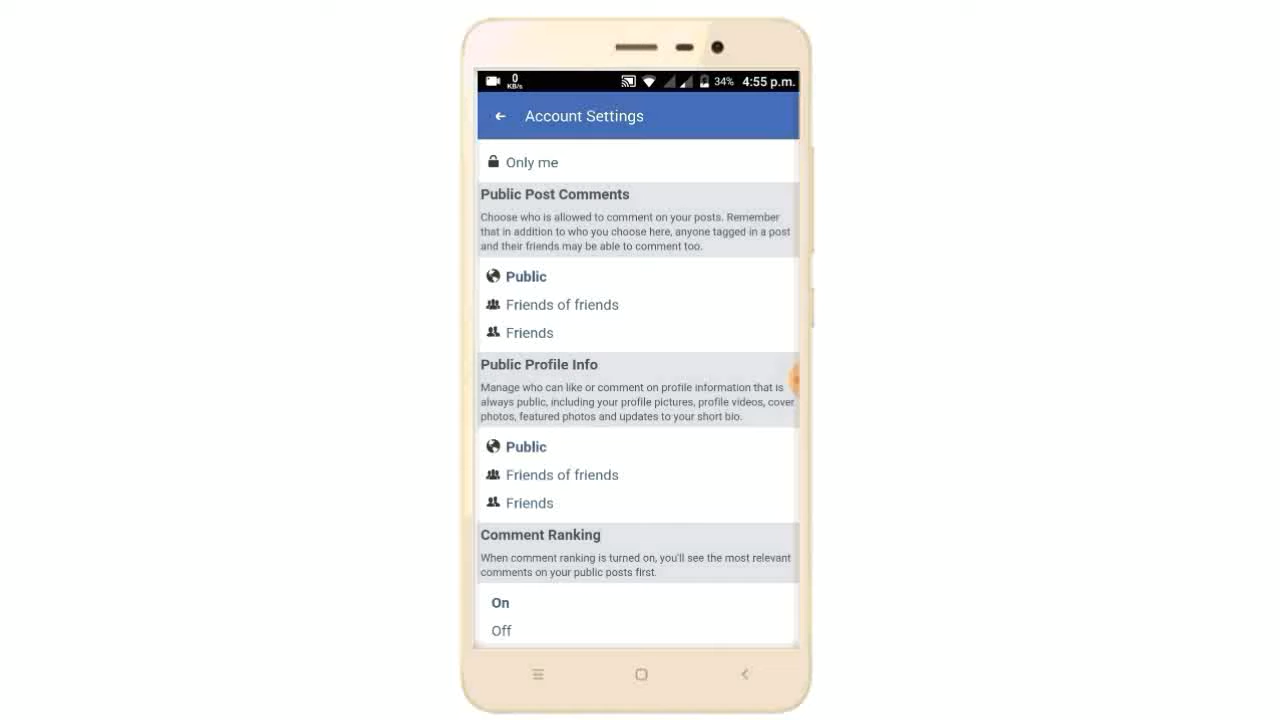 0
KB/s
34% 4:55 p.m.
Account Settings
Only me
Public Post Comments
Choose who is allowed to comment on your posts. Remember
that in addition to who you choose here, anyone tagged in a post
and their friends may be able to comment too.
Public
Friends of friends
Friends
Public Profile Info
Manage who can like or comment on profile information that is
always public, including your profile pictures, profile videos, cover
photos, featured photos and updates to your short bio.
Public
Friends of friends
Friends
Comment Ranking
When comment ranking is turned on, you'll see the most relevant
comments on your public posts first.
On
Off